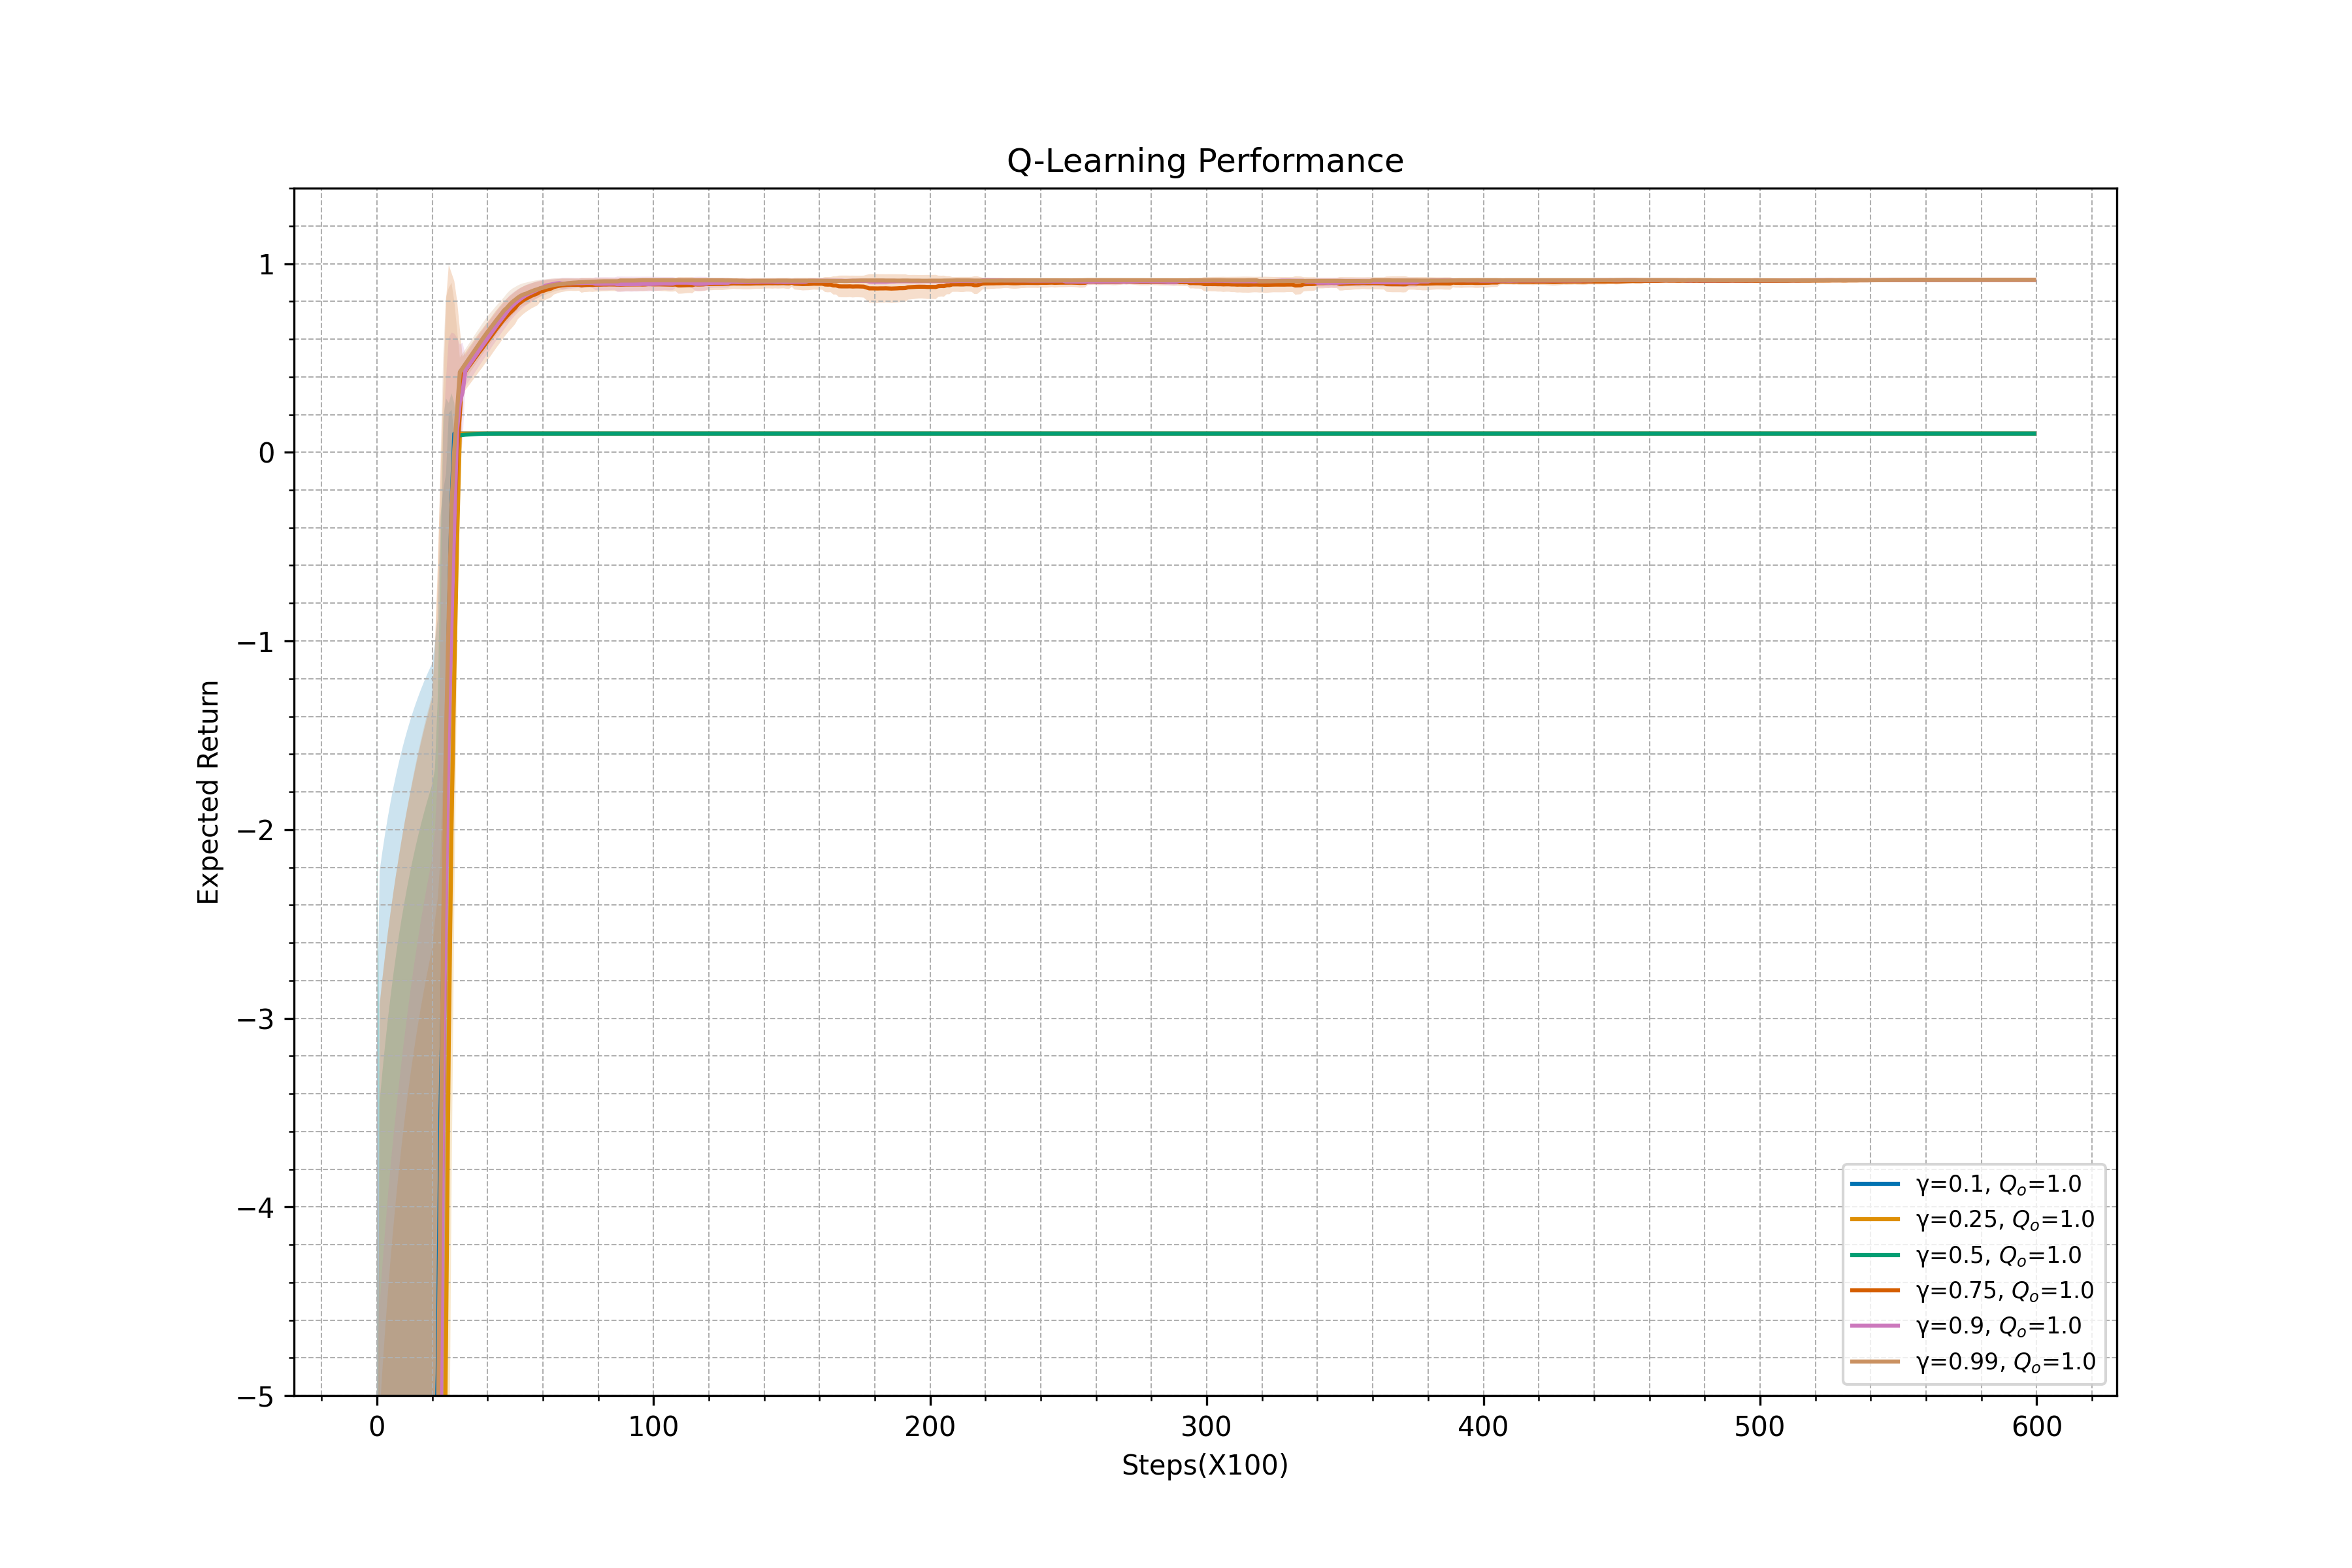 Q-Learning Performance
Expected Return
1
0
−1
−2
−3
−4
−5
0 100 200 300 400 500 600
Steps(X100)
γ=0.1, Qₒ=1.0
γ=0.25, Qₒ=1.0
γ=0.5, Qₒ=1.0
γ=0.75, Qₒ=1.0
γ=0.9, Qₒ=1.0
γ=0.99, Qₒ=1.0